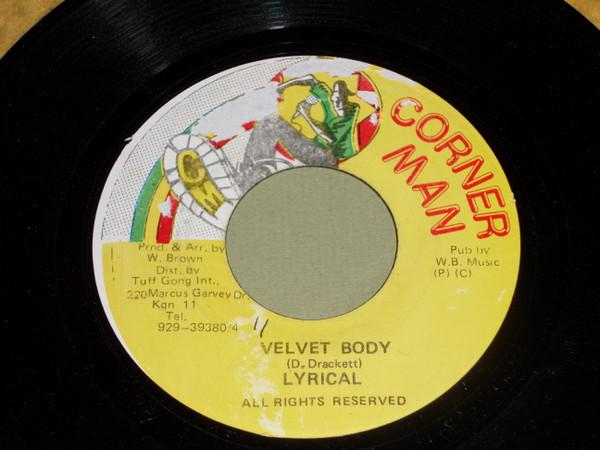 CORNER
MAN
CM
Prod. & Arr. by
W. Brown
Dist. By
Tuff Gong Int.,
220 Marcus Garvey Dr.
Kgn 11
Tel.
929-39380/4
Pub by
W.B. Music
(P) (C)
VELVET BODY
(D. Drackett)
LYRICAL
ALL RIGHTS RESERVED